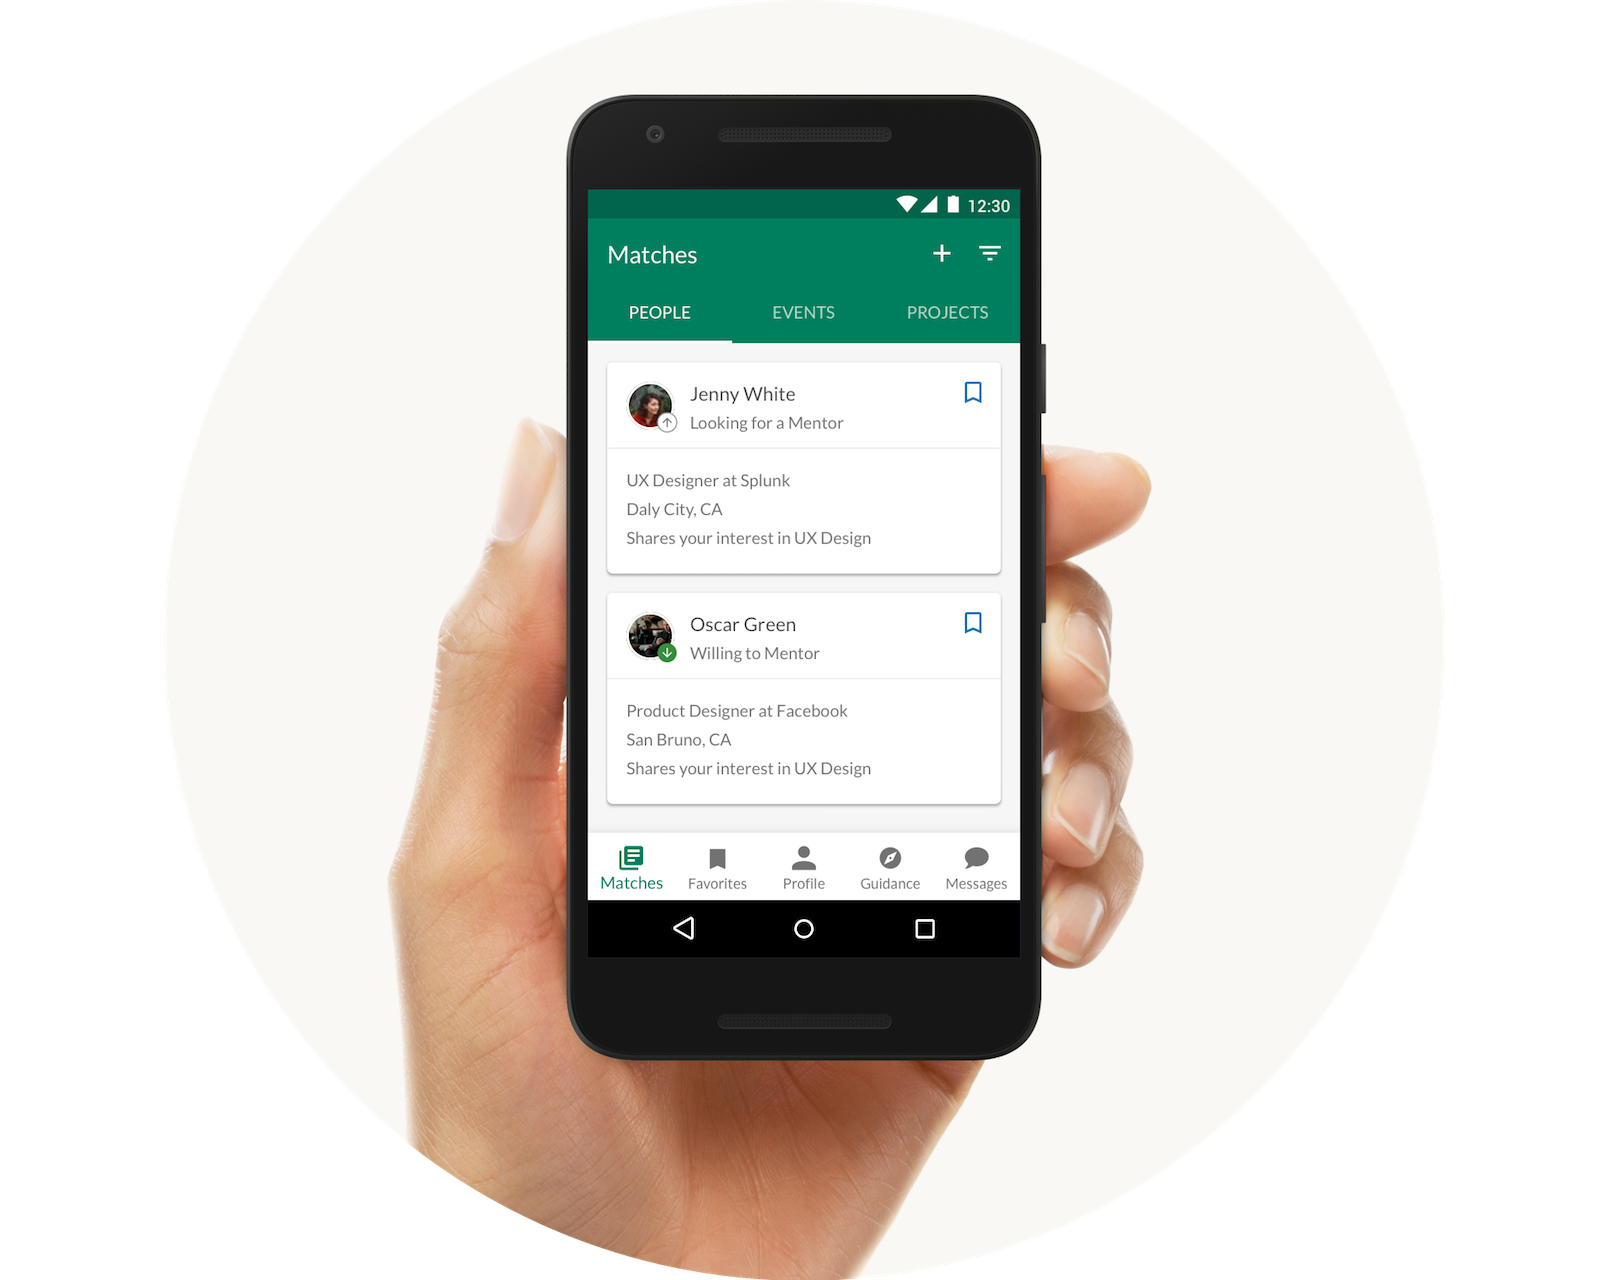 12:30
Matches
PEOPLE EVENTS PROJECTS
Jenny White
Looking for a Mentor
UX Designer at Splunk
Daly City, CA
Shares your interest in UX Design
Oscar Green
Willing to Mentor
Product Designer at Facebook
San Bruno, CA
Shares your interest in UX Design
Matches Favorites Profile Guidance Messages